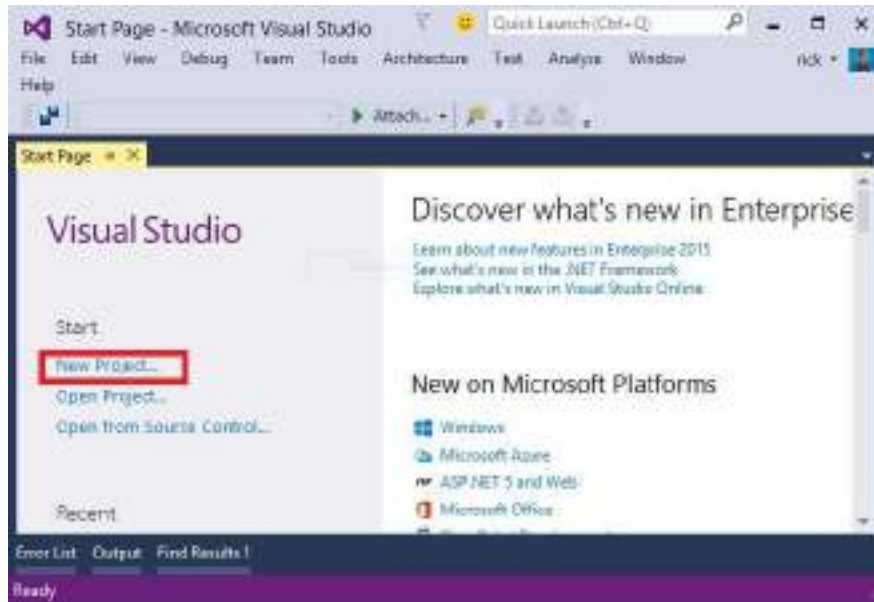 Start Page - Microsoft Visual Studio
Quick Launch (Ctrl+Q)
File Edit View Debug Team Tools Architecture Test Analyze Window rick
Help
Attach...
Start Page
Visual Studio
Discover what's new in Enterprise
Learn about new features in Enterprise 2015
See what's new in the .NET Framework
Explore what's new in Visual Studio Online
Start
New Project...
Open Project...
Open from Source Control...
New on Microsoft Platforms
Windows
Microsoft Azure
ASP.NET 5 and Web
Microsoft Office
Recent
Error List Output Find Results 1
Ready